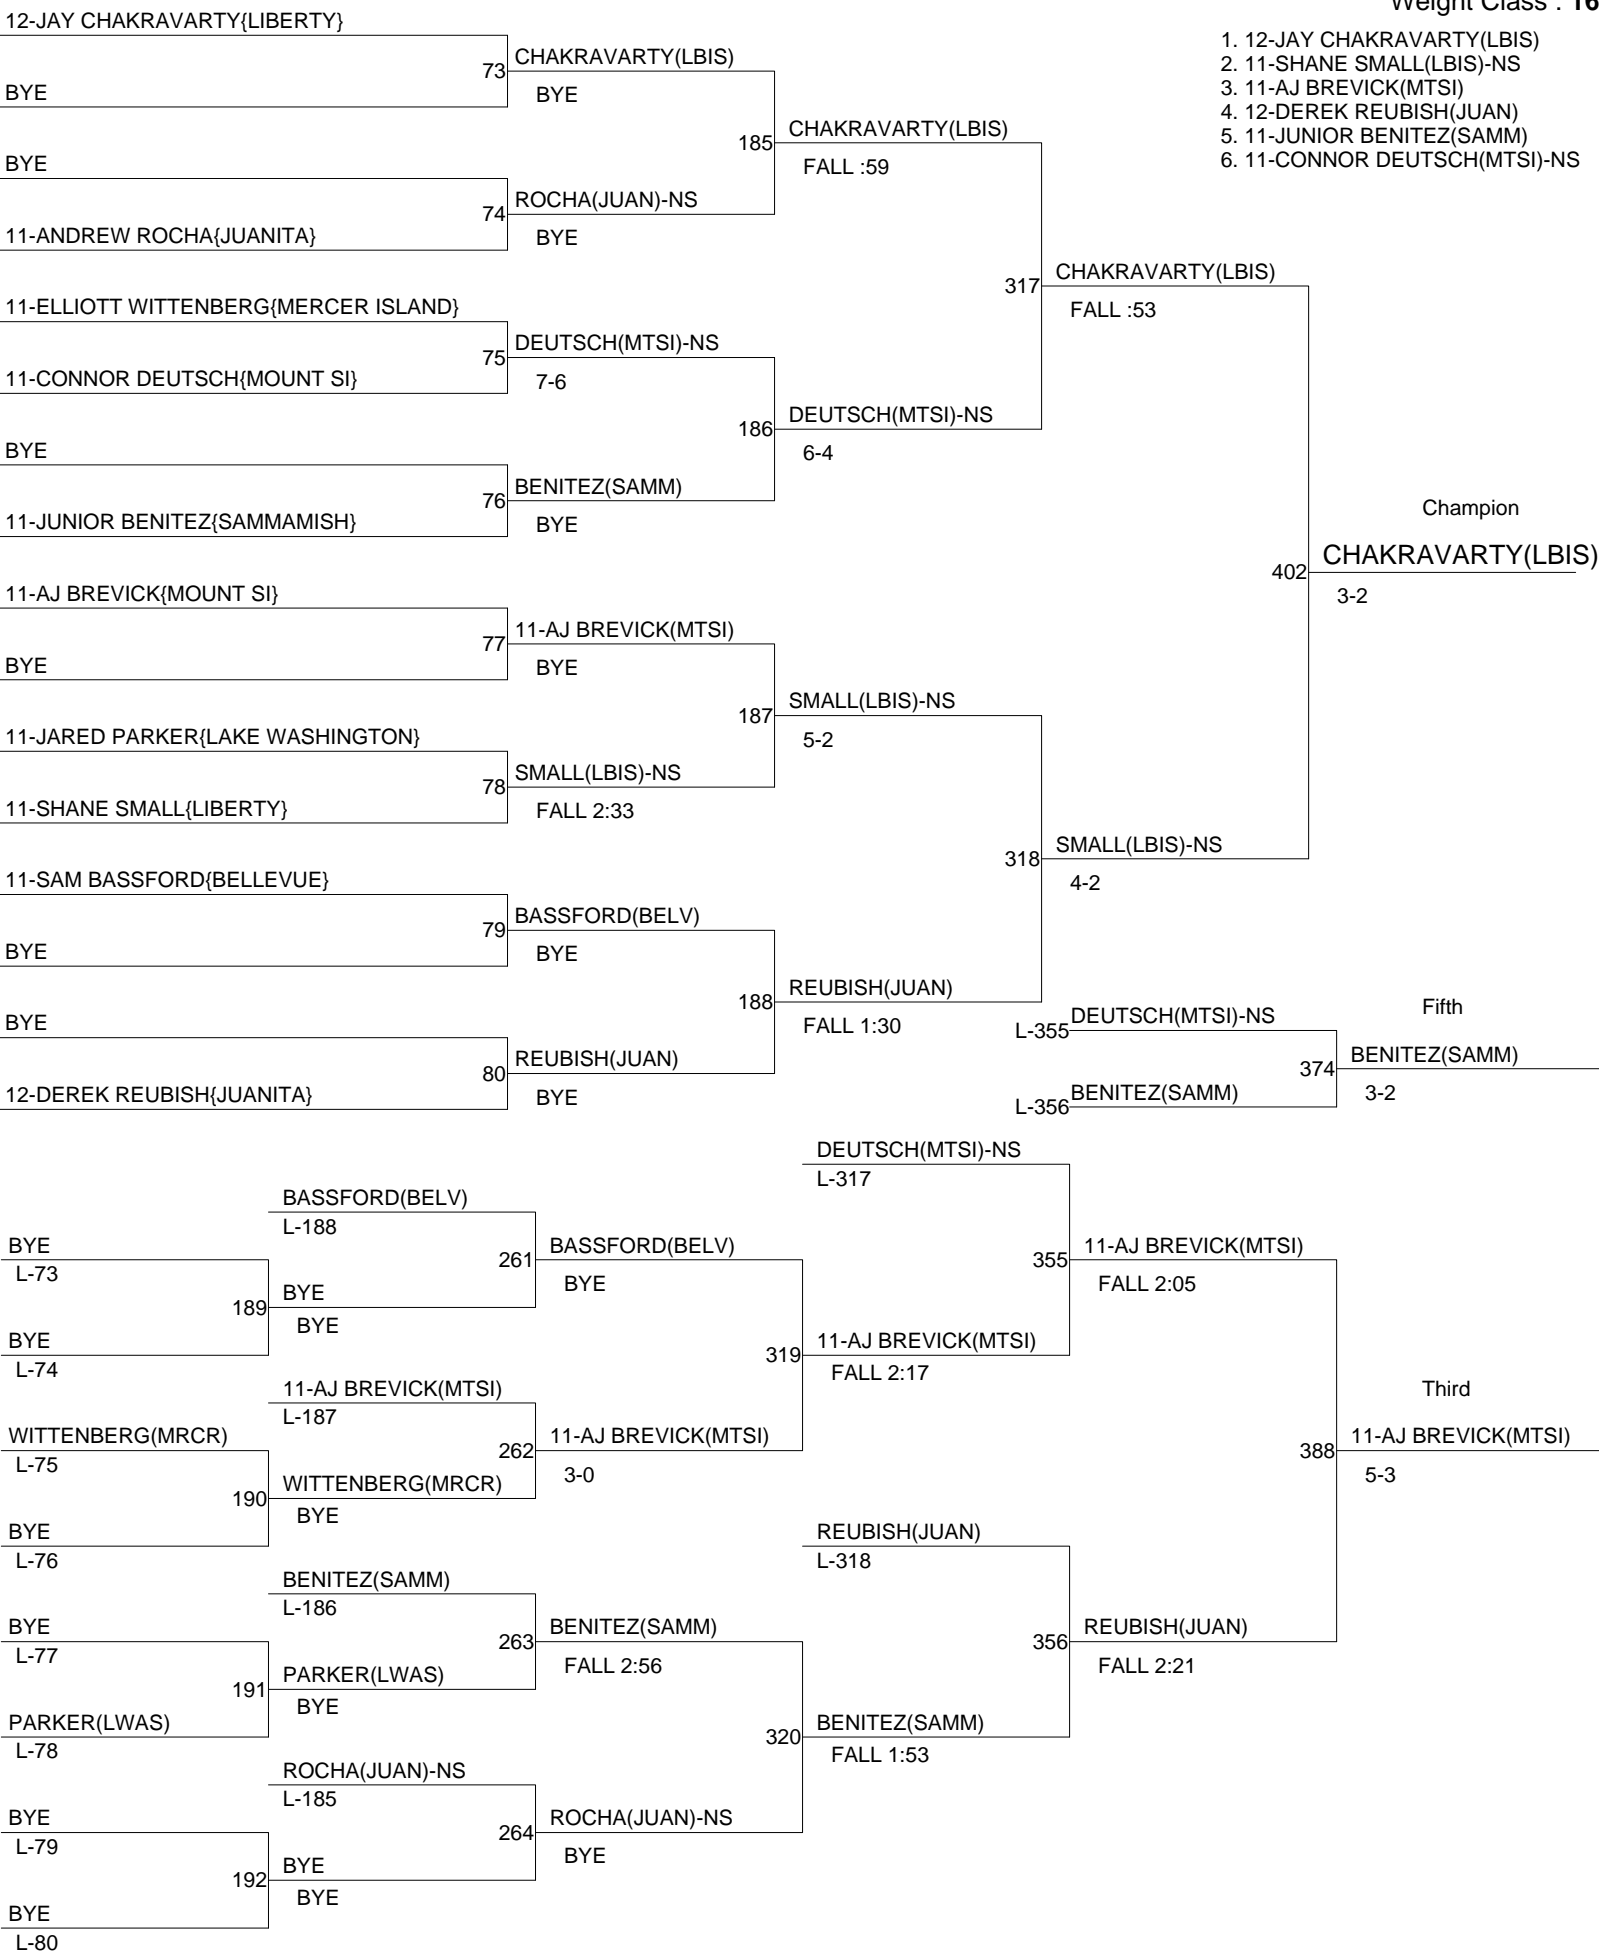 Weight Class : 16
1. 12-JAY CHAKRAVARTY(LBIS)
2. 11-SHANE SMALL(LBIS)-NS
3. 11-AJ BREVICK(MTSI)
4. 12-DEREK REUBISH(JUAN)
5. 11-JUNIOR BENITEZ(SAMM)
6. 11-CONNOR DEUTSCH(MTSI)-NS
12-JAY CHAKRAVARTY{LIBERTY}
BYE
BYE
11-ANDREW ROCHA{JUANITA}
11-ELLIOTT WITTENBERG{MERCER ISLAND}
11-CONNOR DEUTSCH{MOUNT SI}
BYE
11-JUNIOR BENITEZ{SAMMAMISH}
11-AJ BREVICK{MOUNT SI}
BYE
11-JARED PARKER{LAKE WASHINGTON}
11-SHANE SMALL{LIBERTY}
11-SAM BASSFORD{BELLEVUE}
BYE
BYE
12-DEREK REUBISH{JUANITA}
73
CHAKRAVARTY(LBIS)
BYE
74
ROCHA(JUAN)-NS
BYE
75
DEUTSCH(MTSI)-NS
7-6
76
BENITEZ(SAMM)
BYE
77
11-AJ BREVICK(MTSI)
BYE
78
SMALL(LBIS)-NS
FALL 2:33
79
BASSFORD(BELV)
BYE
80
REUBISH(JUAN)
BYE
185
CHAKRAVARTY(LBIS)
FALL :59
186
DEUTSCH(MTSI)-NS
6-4
187
SMALL(LBIS)-NS
5-2
188
REUBISH(JUAN)
FALL 1:30
317
CHAKRAVARTY(LBIS)
FALL :53
318
SMALL(LBIS)-NS
4-2
Champion
402
CHAKRAVARTY(LBIS)
3-2
Fifth
L-355
DEUTSCH(MTSI)-NS
L-356
BENITEZ(SAMM)
374
BENITEZ(SAMM)
3-2
BYE
L-73
BYE
L-74
WITTENBERG(MRCR)
L-75
BYE
L-76
BYE
L-77
PARKER(LWAS)
L-78
BYE
L-79
BYE
L-80
BASSFORD(BELV)
L-188
189
BYE
BYE
11-AJ BREVICK(MTSI)
L-187
190
WITTENBERG(MRCR)
BYE
BENITEZ(SAMM)
L-186
191
PARKER(LWAS)
BYE
ROCHA(JUAN)-NS
L-185
192
BYE
BYE
261
BASSFORD(BELV)
BYE
262
11-AJ BREVICK(MTSI)
3-0
263
BENITEZ(SAMM)
FALL 2:56
264
ROCHA(JUAN)-NS
BYE
DEUTSCH(MTSI)-NS
L-317
319
11-AJ BREVICK(MTSI)
FALL 2:17
REUBISH(JUAN)
L-318
320
BENITEZ(SAMM)
FALL 1:53
355
11-AJ BREVICK(MTSI)
FALL 2:05
356
REUBISH(JUAN)
FALL 2:21
Third
388
11-AJ BREVICK(MTSI)
5-3